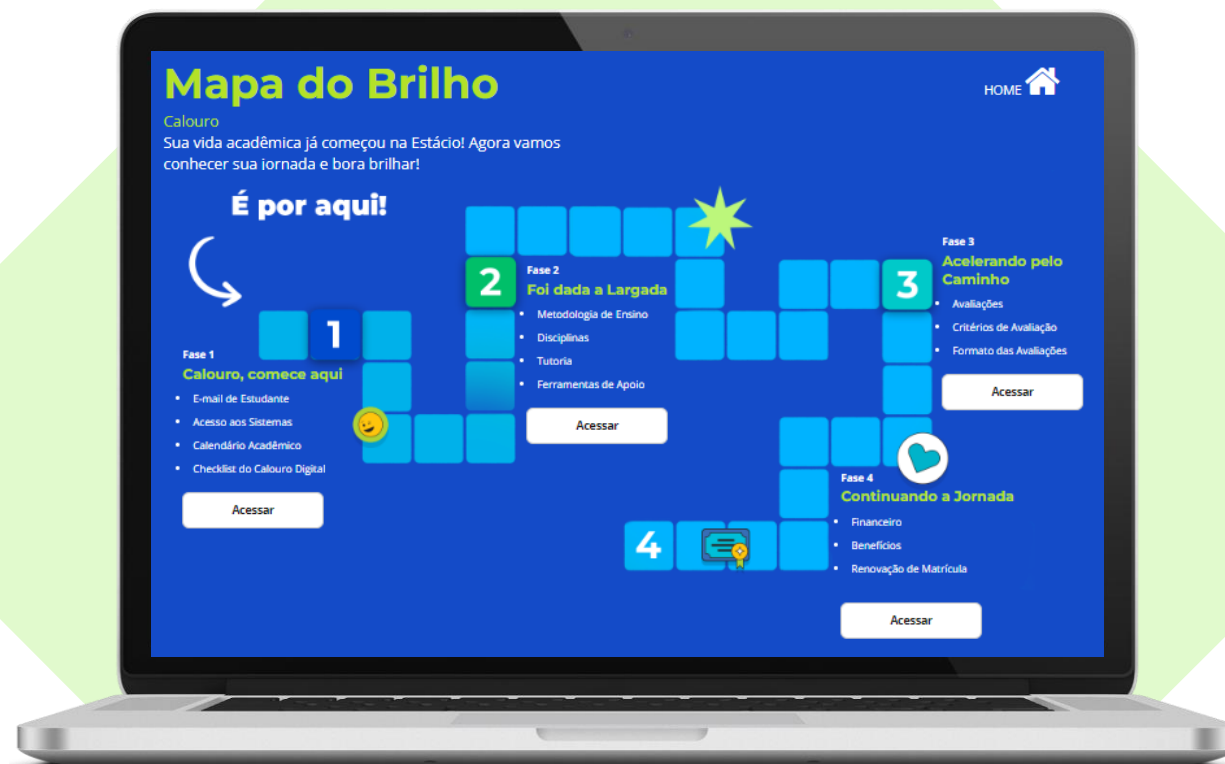 Mapa do Brilho
HOME
Calouro
Sua vida acadêmica já começou na Estácio! Agora vamos
conhecer sua jornada e bora brilhar!
É por aqui!
1
Fase 1
Calouro, comece aqui
• E-mail de Estudante
• Acesso aos Sistemas
• Calendário Acadêmico
• Checklist do Calouro Digital
Acessar
2
Fase 2
Foi dada a Largada
• Metodologia de Ensino
• Disciplinas
• Tutoria
• Ferramentas de Apoio
Acessar
3
Fase 3
Acelerando pelo
Caminho
• Avaliações
• Critérios de Avaliação
• Formato das Avaliações
Acessar
4
Fase 4
Continuando a Jornada
• Financeiro
• Benefícios
• Renovação de Matrícula
Acessar